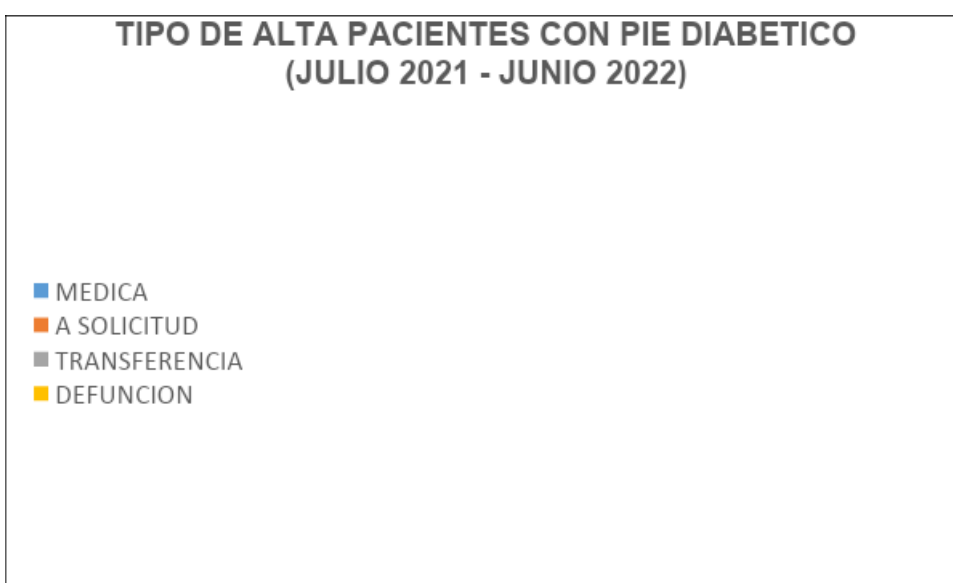 TIPO DE ALTA PACIENTES CON PIE DIABETICO
(JULIO 2021 - JUNIO 2022)
MEDICA
A SOLICITUD
TRANSFERENCIA
DEFUNCION